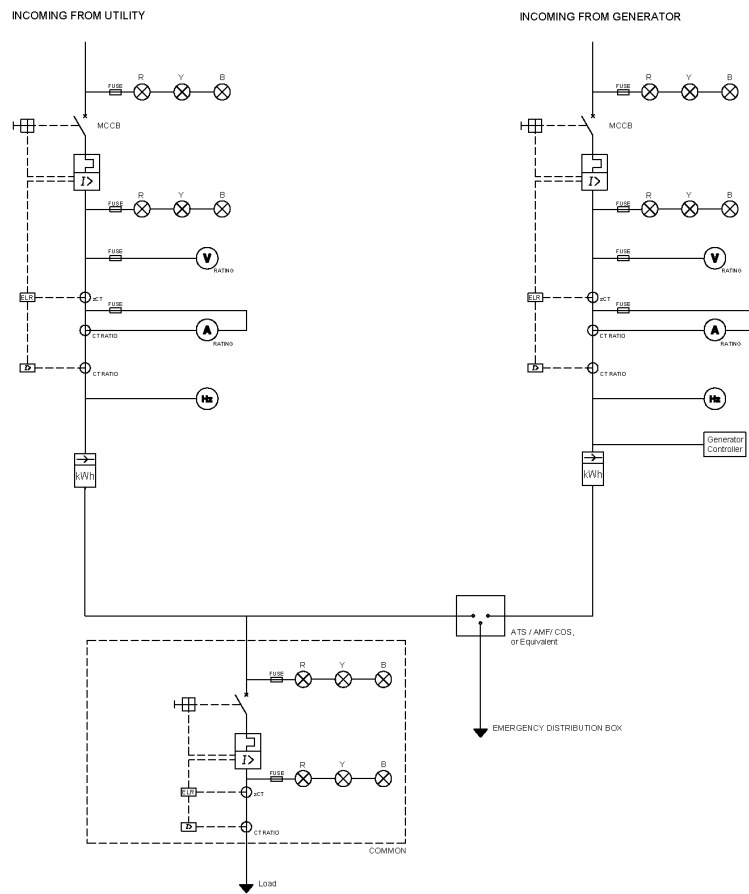 INCOMING FROM UTILITY
INCOMING FROM GENERATOR
R Y B
FUSE
MCCB
I>
R Y B
FUSE
FUSE
V
RATING
ELR
zCT
FUSE
A
CT RATIO
RATING
D
CT RATIO
Hz
kWh
R Y B
FUSE
MCCB
I>
R Y B
FUSE
FUSE
V
RATING
ELR
zCT
FUSE
A
CT RATIO
RATING
D
CT RATIO
Hz
Generator
Controller
kWh
ATS / AMF/ COS,
or Equivalent
EMERGENCY DISTRIBUTION BOX
R Y B
FUSE
I>
R Y B
FUSE
ELR
zCT
D
CT RATIO
COMMON
Load